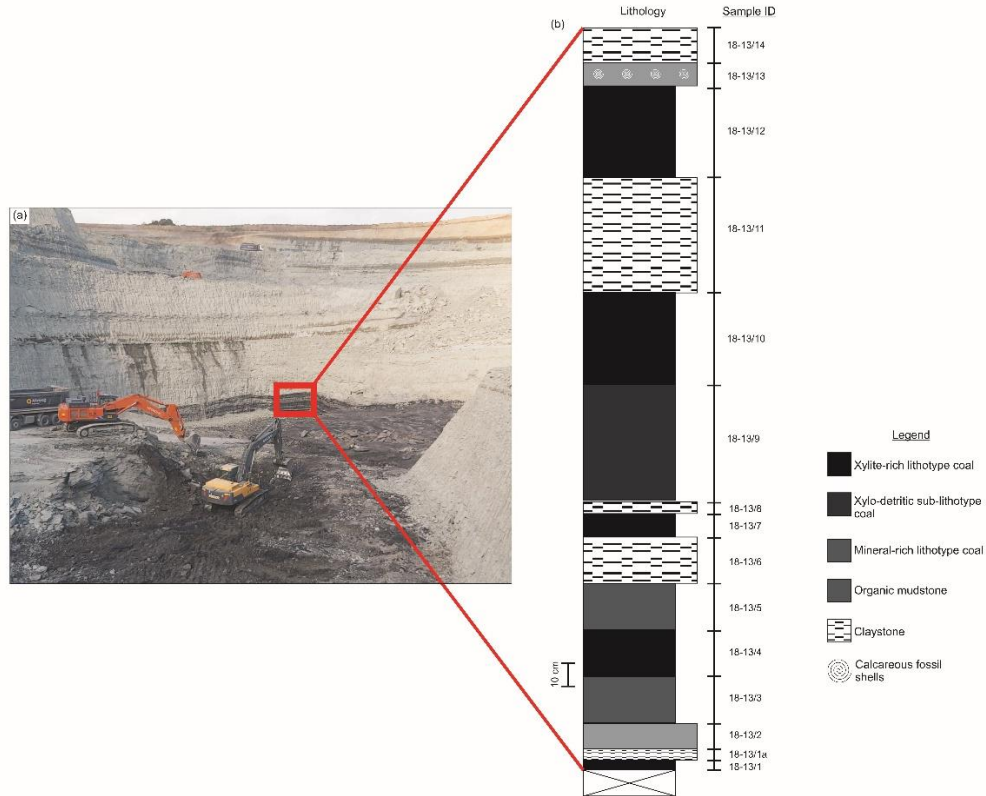 (a)
(b)
Lithology
Sample ID
18-13/14
18-13/13
18-13/12
18-13/11
18-13/10
18-13/9
18-13/8
18-13/7
18-13/6
18-13/5
18-13/4
18-13/3
18-13/2
18-13/1a
18-13/1
10 cm
Legend
Xylite-rich lithotype coal
Xylo-detritic sub-lithotype
coal
Mineral-rich lithotype coal
Organic mudstone
Claystone
Calcareous fossil
shells